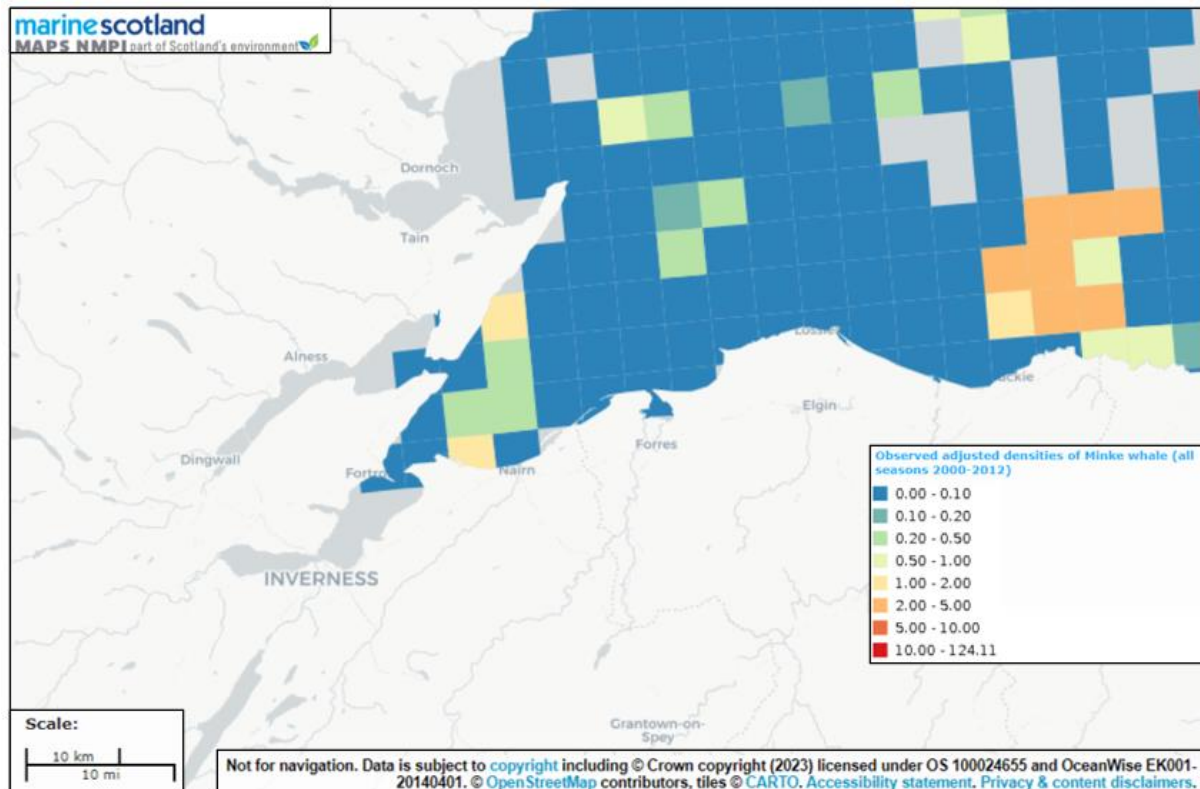 marinescotland
MAPS NMPI part of Scotland's environment
Dornoch
Tain
Alness
Dingwall
Nairn
Forres
Elgin
INVERNESS
Grantown-on-
Spey
Observed adjusted densities of Minke whale (all
seasons 2000-2012)
0.00 - 0.10
0.10 - 0.20
0.20 - 0.50
0.50 - 1.00
1.00 - 2.00
2.00 - 5.00
5.00 - 10.00
10.00 - 124.11
Scale:
10 km
10 mi
Not for navigation. Data is subject to copyright including © Crown copyright (2023) licensed under OS 100024655 and OceanWise EK001-
20140401. © OpenStreetMap contributors, tiles © CARTO. Accessibility statement. Privacy & content disclaimers.